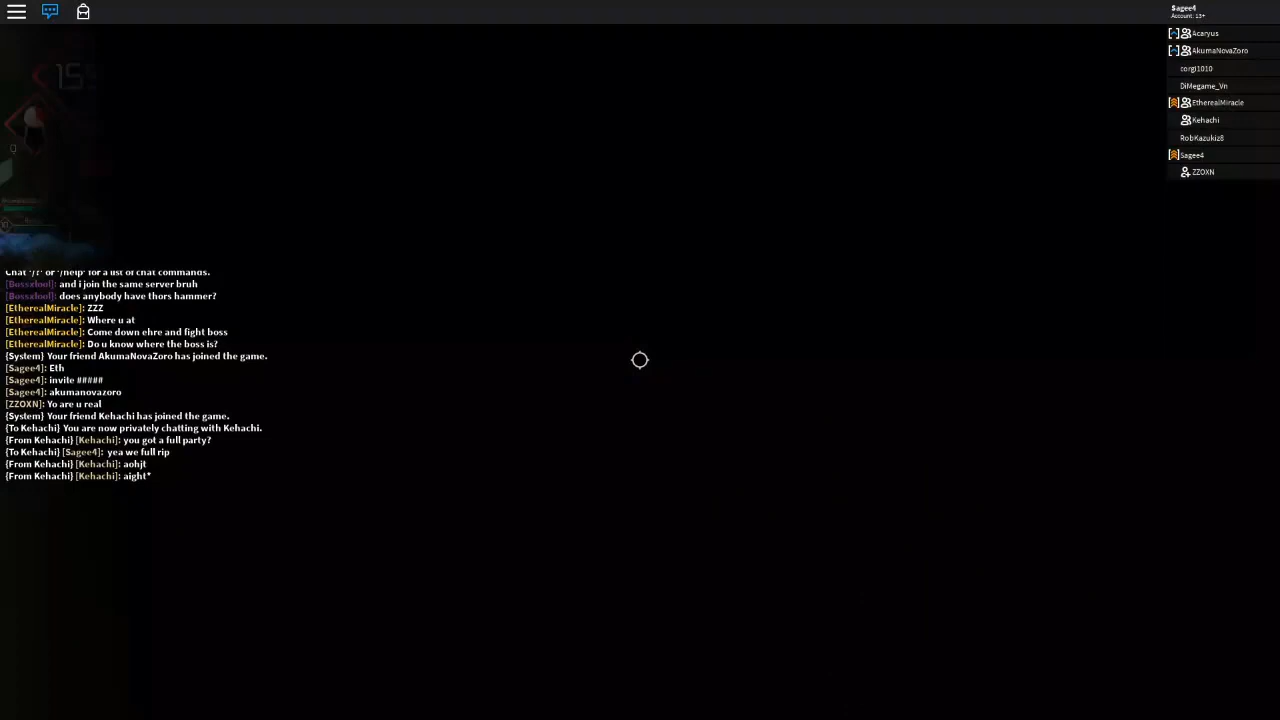 Sagee4
Account: 13+
Acaryus
AkumaNovaZoro
corgi1010
DiMegame_Vn
EtherealMiracle
Kehachi
RobKazukiz8
Sagee4
ZZOXN
15
Chat '/?' or '/help' for a list of chat commands.
[Bossxlool]: and i join the same server bruh
[Bossxlool]: does anybody have thors hammer?
[EtherealMiracle]: ZZZ
[EtherealMiracle]: Where u at
[EtherealMiracle]: Come down ehre and fight boss
[EtherealMiracle]: Do u know where the boss is?
{System} Your friend AkumaNovaZoro has joined the game.
[Sagee4]: Eth
[Sagee4]: invite #####
[Sagee4]: akumanovazoro
[ZZOXN]: Yo are u real
{System} Your friend Kehachi has joined the game.
{To Kehachi} You are now privately chatting with Kehachi.
{From Kehachi} [Kehachi]: you got a full party?
{To Kehachi} [Sagee4]: yea we full rip
{From Kehachi} [Kehachi]: aohjt
{From Kehachi} [Kehachi]: aight*